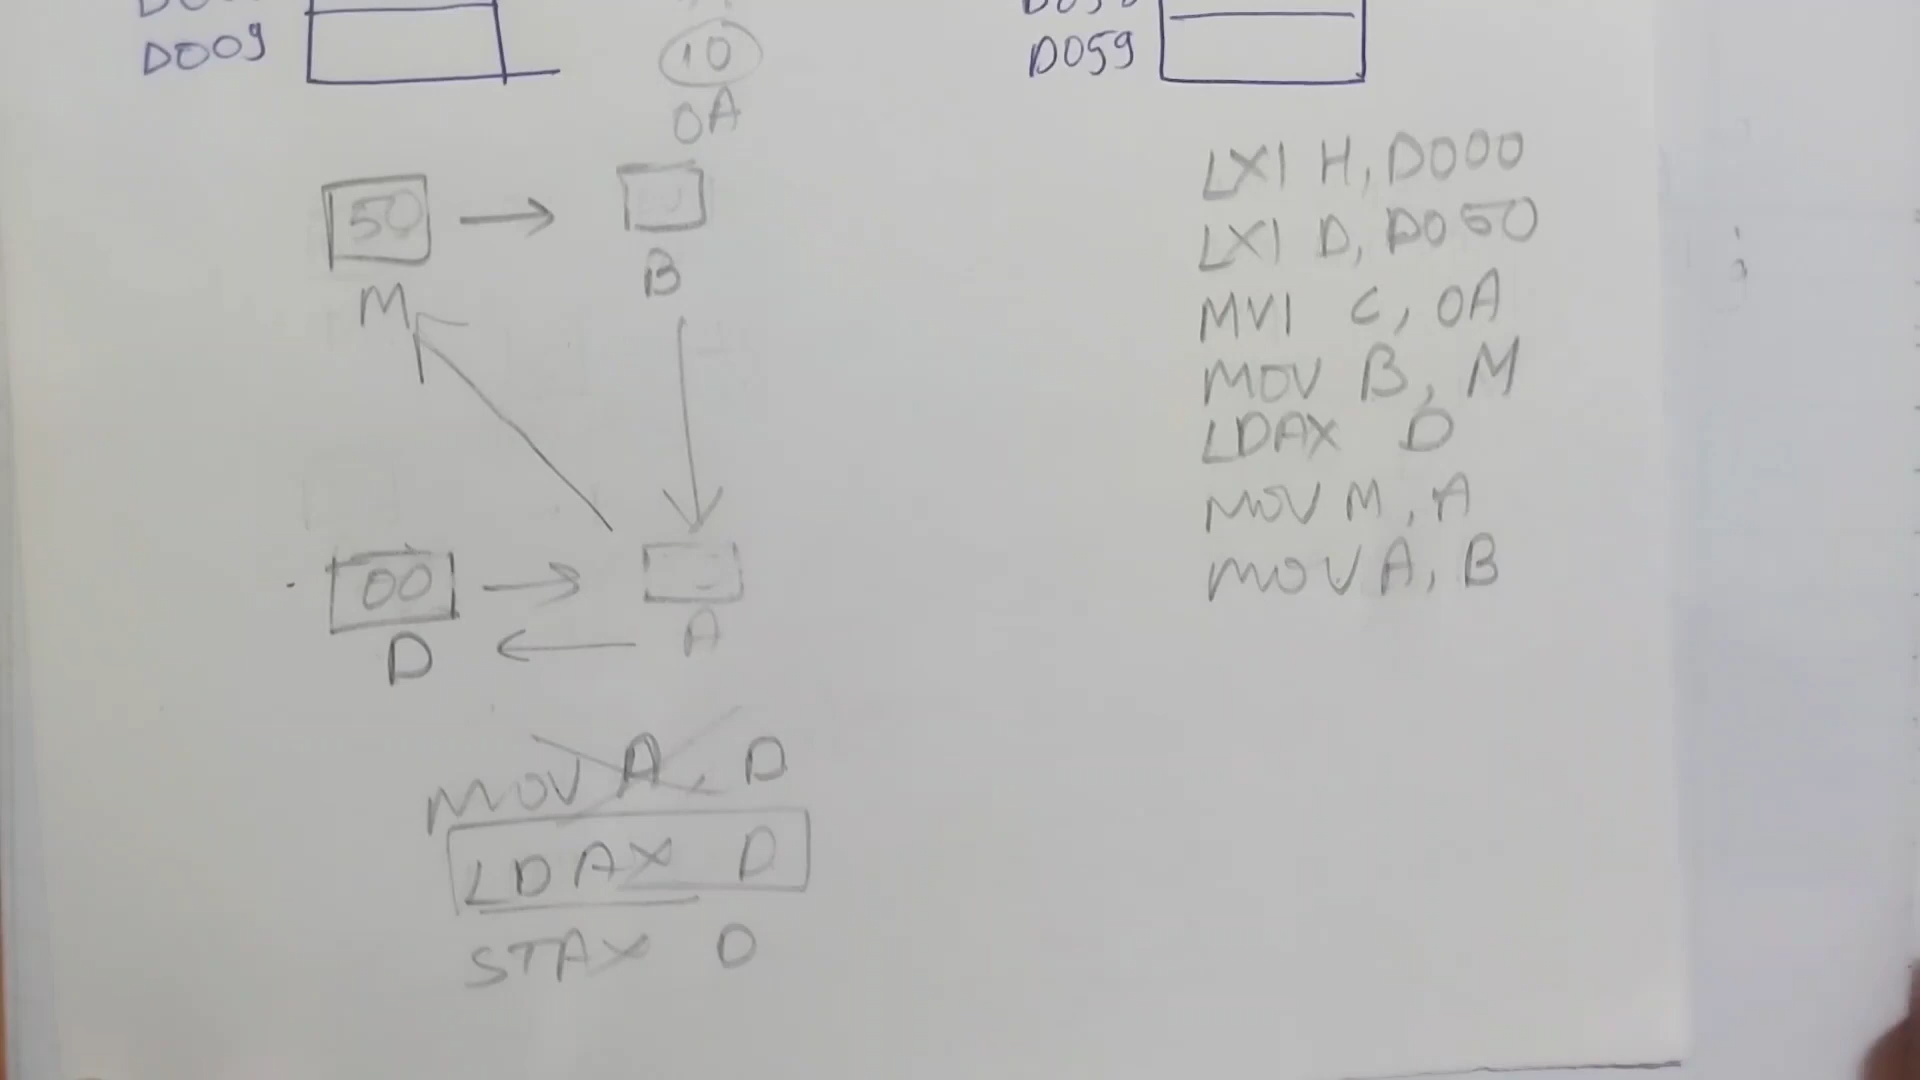 D009
10
0A
D059
50
M
B
00
D
A
MOV A, D
LDAX D
STAX D
LXI H, D000
LXI D, D050
MVI C, 0A
MOV B, M
LDAX D
MOV M, A
MOV A, B